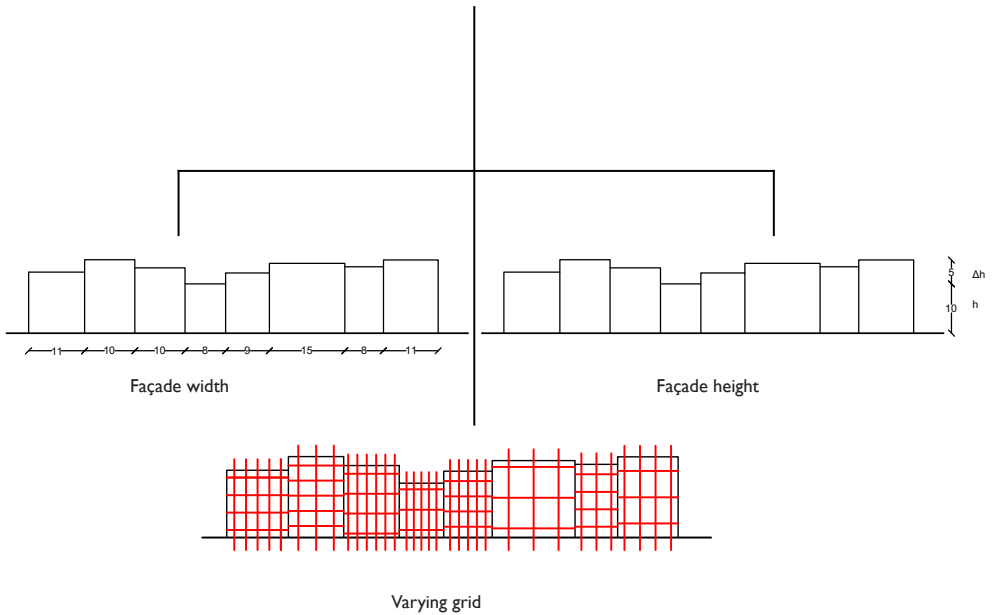 5 Δh
10 h
11 10 10 8 9 15 8 11
Façade width
Façade height
Varying grid